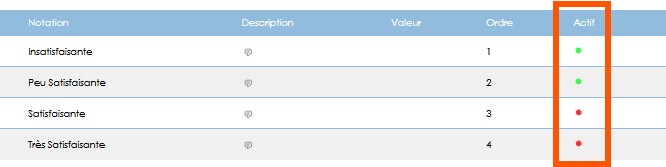 Notation Description Valeur Ordre Actif
Insatisfaisante 1
Peu Satisfaisante 2
Satisfaisante 3
Très Satisfaisante 4